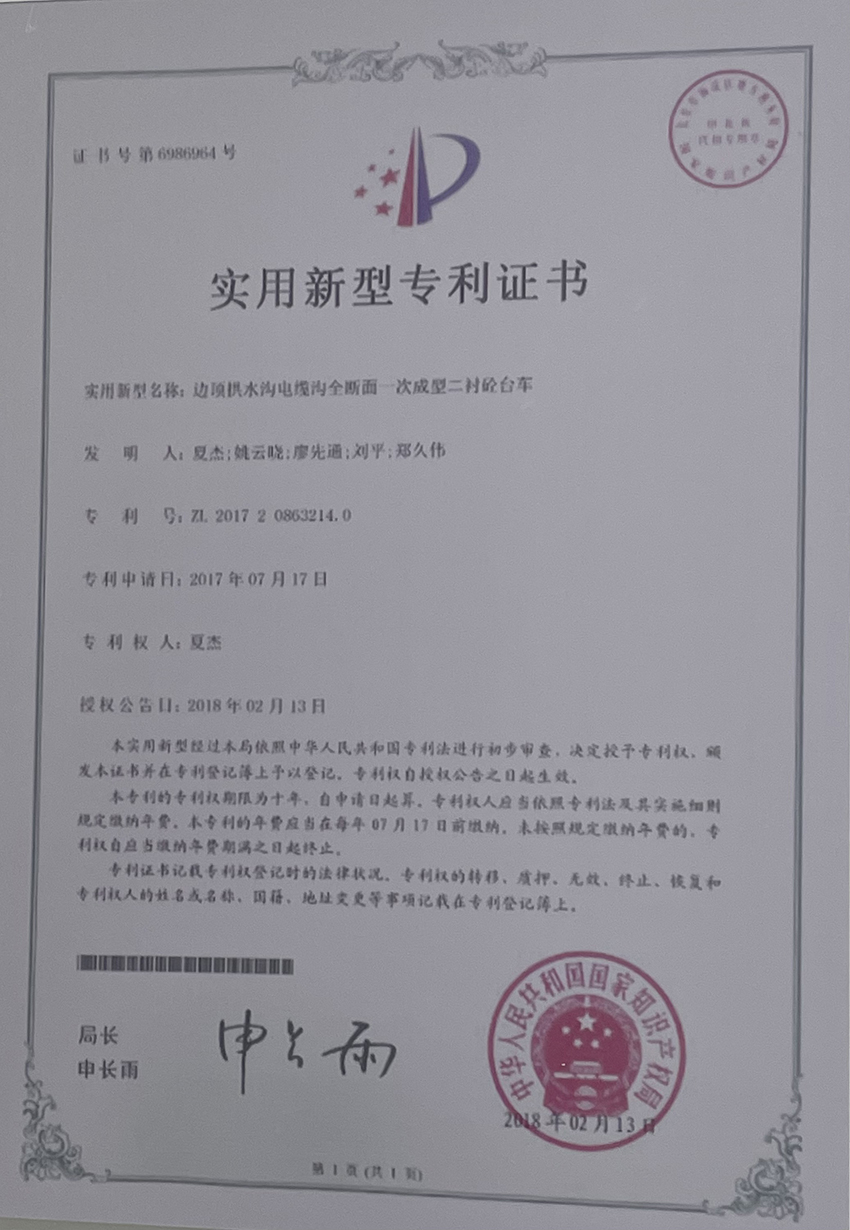 证书号第6986964号
实用新型专利证书
实用新型名称：边顶拱水沟电缆沟全断面一次成型二衬砼台车
发 明 人：夏杰;姚云晓;廖先通;刘平;郑久伟
专 利 号：ZL 2017 2 0863214.0
专利申请日：2017年07月17日
专 利 权 人：夏杰
授权公告日：2018年02月13日
本实用新型经过本局依照中华人民共和国专利法进行初步审查，决定授予专利权，颁
发本证书并在专利登记簿上予以登记。专利权自授权公告之日起生效。
本专利的专利权期限为十年，自申请日起算。专利权人应当依照专利法及其实施细则
规定缴纳年费。本专利的年费应当在每年07月17日前缴纳。未按照规定缴纳年费的，专
利权自应当缴纳年费期满之日起终止。
专利证书记载专利权登记时的法律状况。专利权的转移、质押、无效、终止、恢复和
专利权人的姓名或名称、国籍、地址变更等事项记载在专利登记簿上。
局长
申长雨
申长雨
中华人民共和国国家知识产权局
2018年02月13日
第1页(共1页)